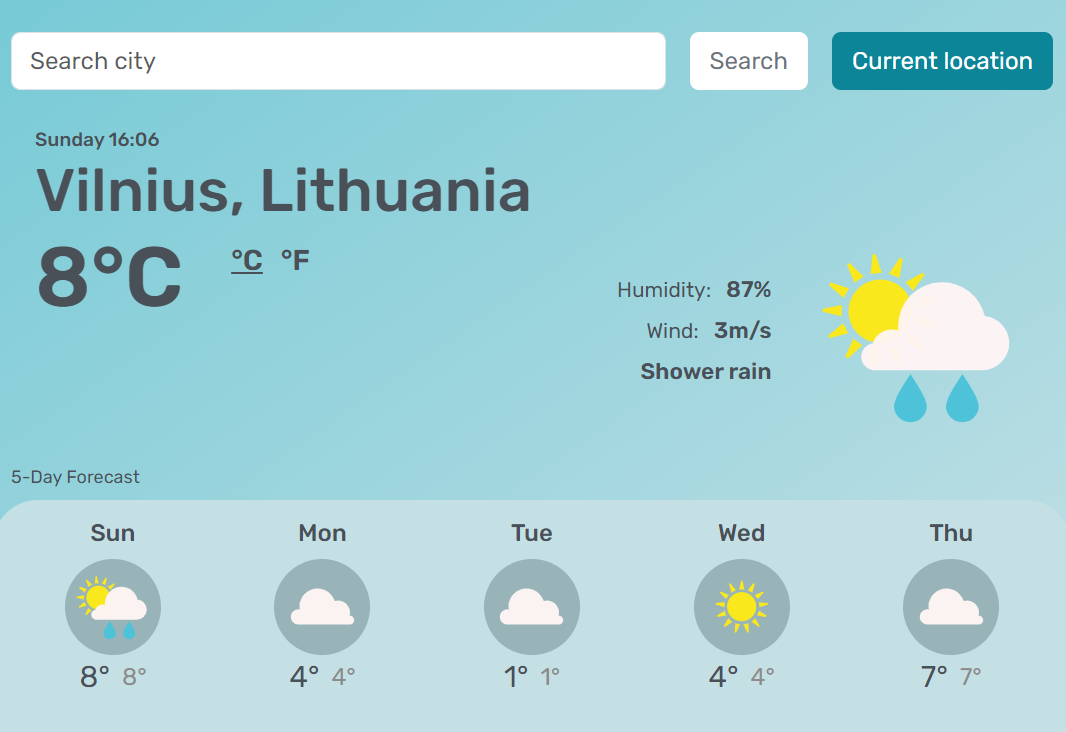 Search city
Search
Current location
Sunday 16:06
Vilnius, Lithuania
8°C °C °F
Humidity: 87%
Wind: 3m/s
Shower rain
5-Day Forecast
Sun Mon Tue Wed Thu
8° 8° 4° 4° 1° 1° 4° 4° 7° 7°